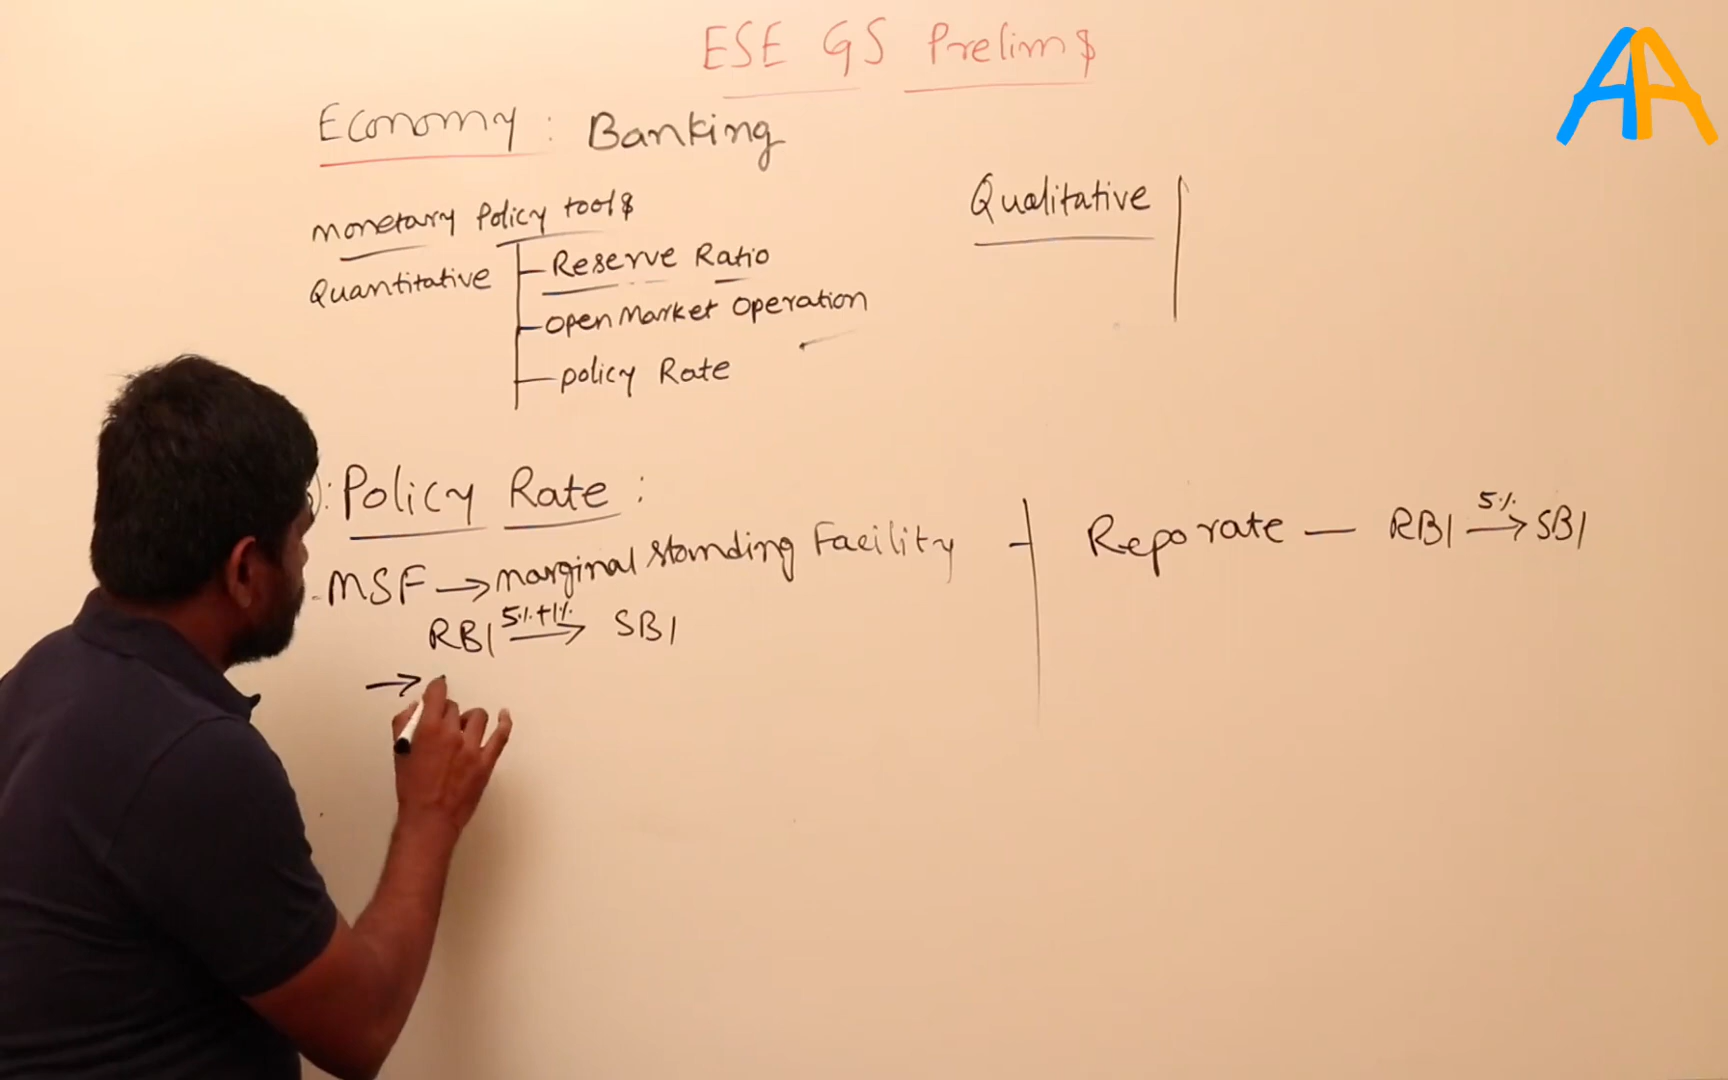 ESE GS Prelims
Economy : Banking
Monetary Policy tools
Quantitative
Reserve Ratio
Open Market Operation
Policy Rate
Qualitative
): Policy Rate :
MSF → Marginal Standing Facility
RBI 5%+1% → SBI
→
Repo rate — RBI 5% → SBI
AA